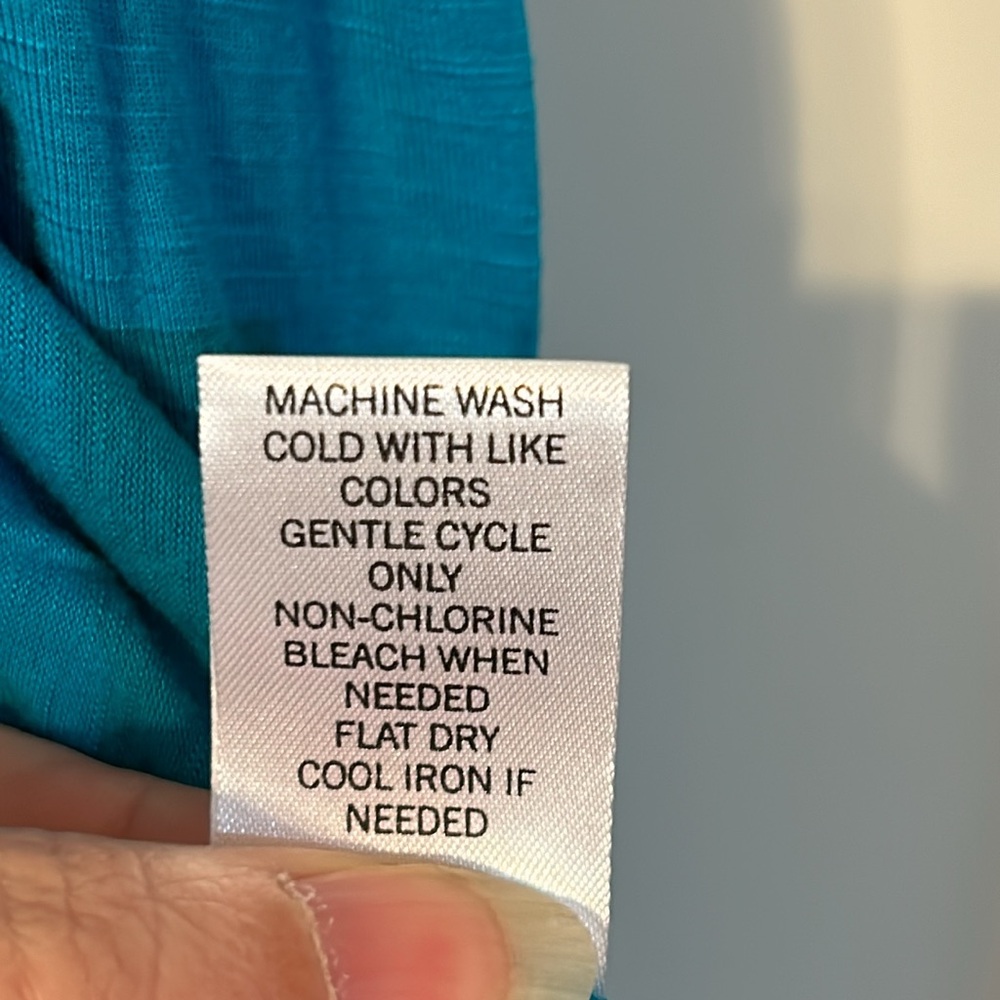 MACHINE WASH
COLD WITH LIKE
COLORS
GENTLE CYCLE
ONLY
NON-CHLORINE
BLEACH WHEN
NEEDED
FLAT DRY
COOL IRON IF
NEEDED